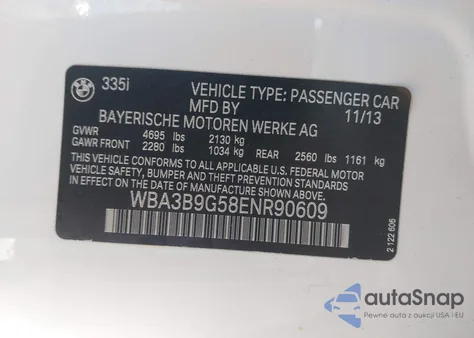 335i VEHICLE TYPE: PASSENGER CAR
MFD BY 11/13
BAYERISCHE MOTOREN WERKE AG
GVWR 4695 lbs 2130 kg
GAWR FRONT 2280 lbs 1034 kg REAR 2560 lbs 1161 kg
THIS VEHICLE CONFORMS TO ALL APPLICABLE U.S. FEDERAL MOTOR
VEHICLE SAFETY, BUMPER AND THEFT PREVENTION STANDARDS IN
EFFECT ON THE DATE OF MANUFACTURE SHOWN ABOVE.
WBA3B9G58ENR90609
2 122 606
autoSnap
Pewne auta z aukcji USA i EU